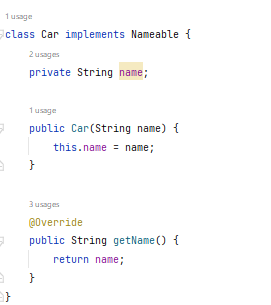 1 usage
class Car implements Nameable {
2 usages
private String name;
1 usage
public Car(String name) {
this.name = name;
}
3 usages
@Override
public String getName() {
return name;
}
}